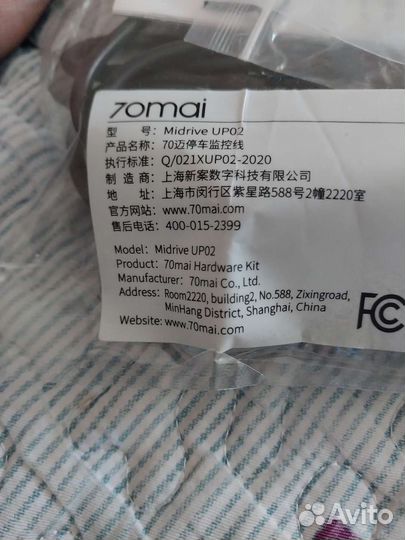 70mai
型 号：Midrive UP02
产品名称：70迈停车监控线
执行标准：Q/021XUP02-2020
制 造 商：上海新案数字科技有限公司
地 址：上海市闵行区紫星路588号2幢2220室
官方网站：www.70mai.com
售后电话：400-015-2399
Model: Midrive UP02
Product: 70mai Hardware Kit
Manufacturer: 70mai Co., Ltd.
Address: Room2220, building2, No.588, Zixingroad,
MinHang District, Shanghai, China
Website: www.70mai.com
FC
Avito